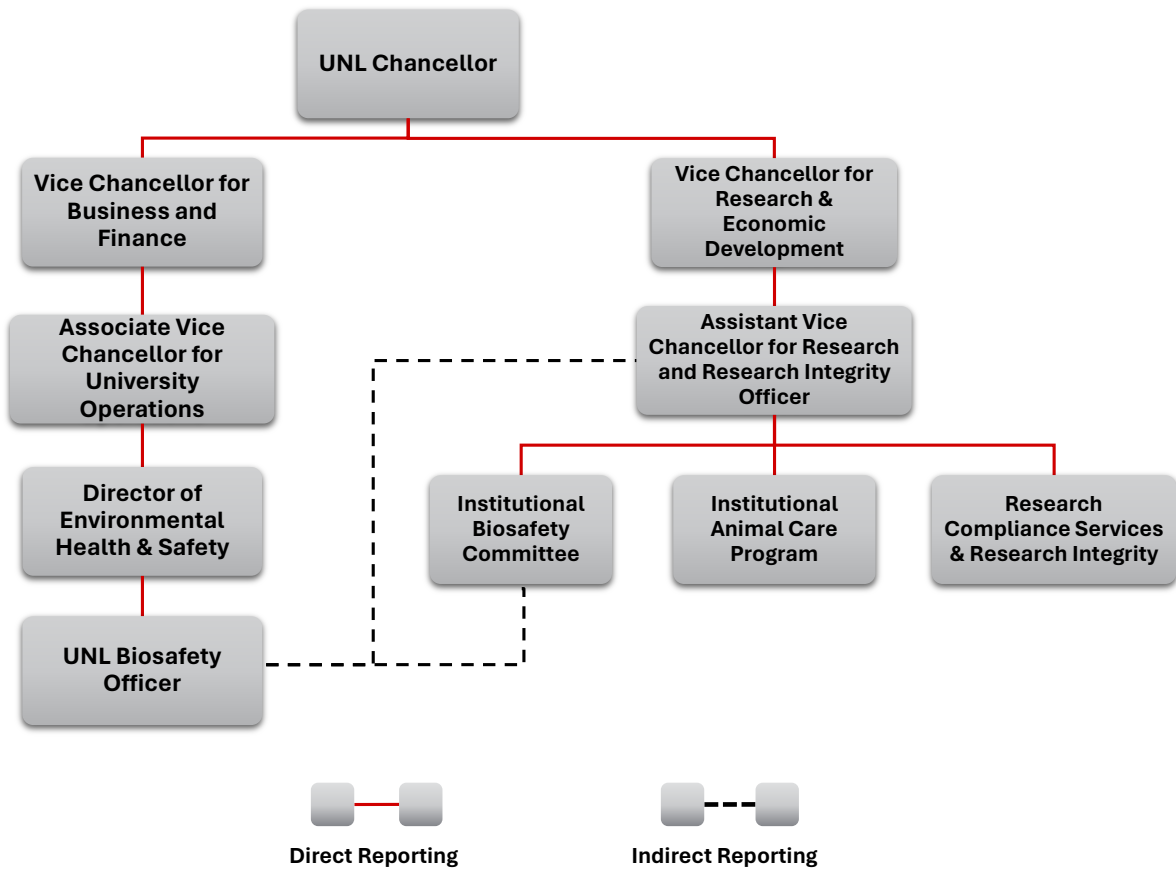 UNL Chancellor
Vice Chancellor for
Business and
Finance
Vice Chancellor for
Research &
Economic
Development
Associate Vice
Chancellor for
University
Operations
Assistant Vice
Chancellor for Research
and Research Integrity
Officer
Director of
Environmental
Health & Safety
Institutional
Biosafety
Committee
Institutional
Animal Care
Program
Research
Compliance Services
& Research Integrity
UNL Biosafety
Officer
Direct Reporting
Indirect Reporting